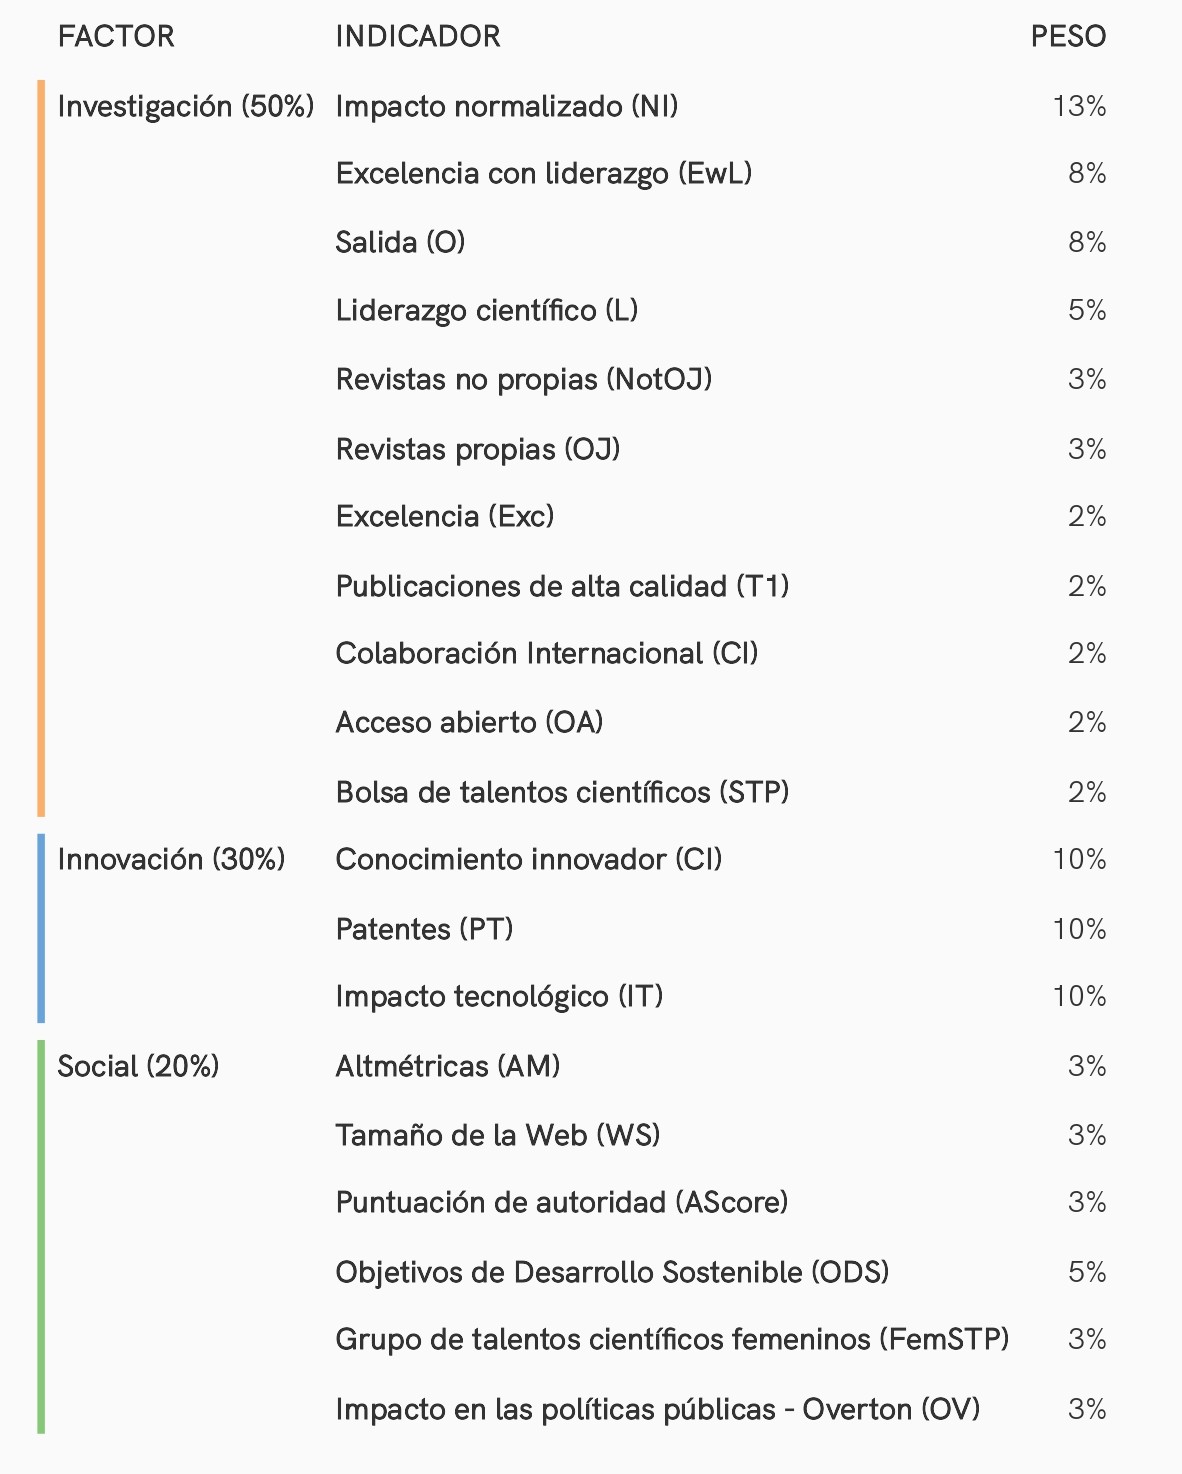 FACTOR INDICADOR PESO
Investigación (50%) Impacto normalizado (NI) 13%
Excelencia con liderazgo (EwL) 8%
Salida (O) 8%
Liderazgo científico (L) 5%
Revistas no propias (NotOJ) 3%
Revistas propias (OJ) 3%
Excelencia (Exc) 2%
Publicaciones de alta calidad (T1) 2%
Colaboración Internacional (CI) 2%
Acceso abierto (OA) 2%
Bolsa de talentos científicos (STP) 2%
Innovación (30%) Conocimiento innovador (CI) 10%
Patentes (PT) 10%
Impacto tecnológico (IT) 10%
Social (20%) Altmétricas (AM) 3%
Tamaño de la Web (WS) 3%
Puntuación de autoridad (AScore) 3%
Objetivos de Desarrollo Sostenible (ODS) 5%
Grupo de talentos científicos femeninos (FemSTP) 3%
Impacto en las políticas públicas - Overton (OV) 3%